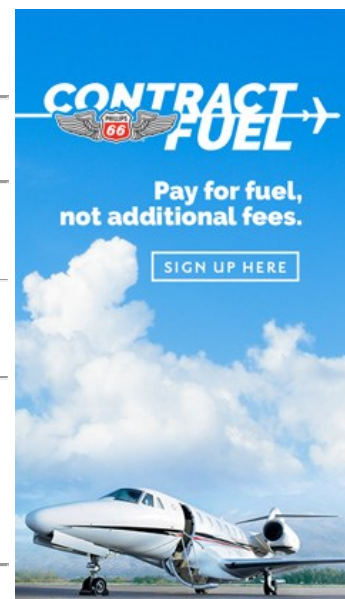 CONTRACT
PHILLIPS
66
FUEL
Pay for fuel,
not additional fees.
SIGN UP HERE